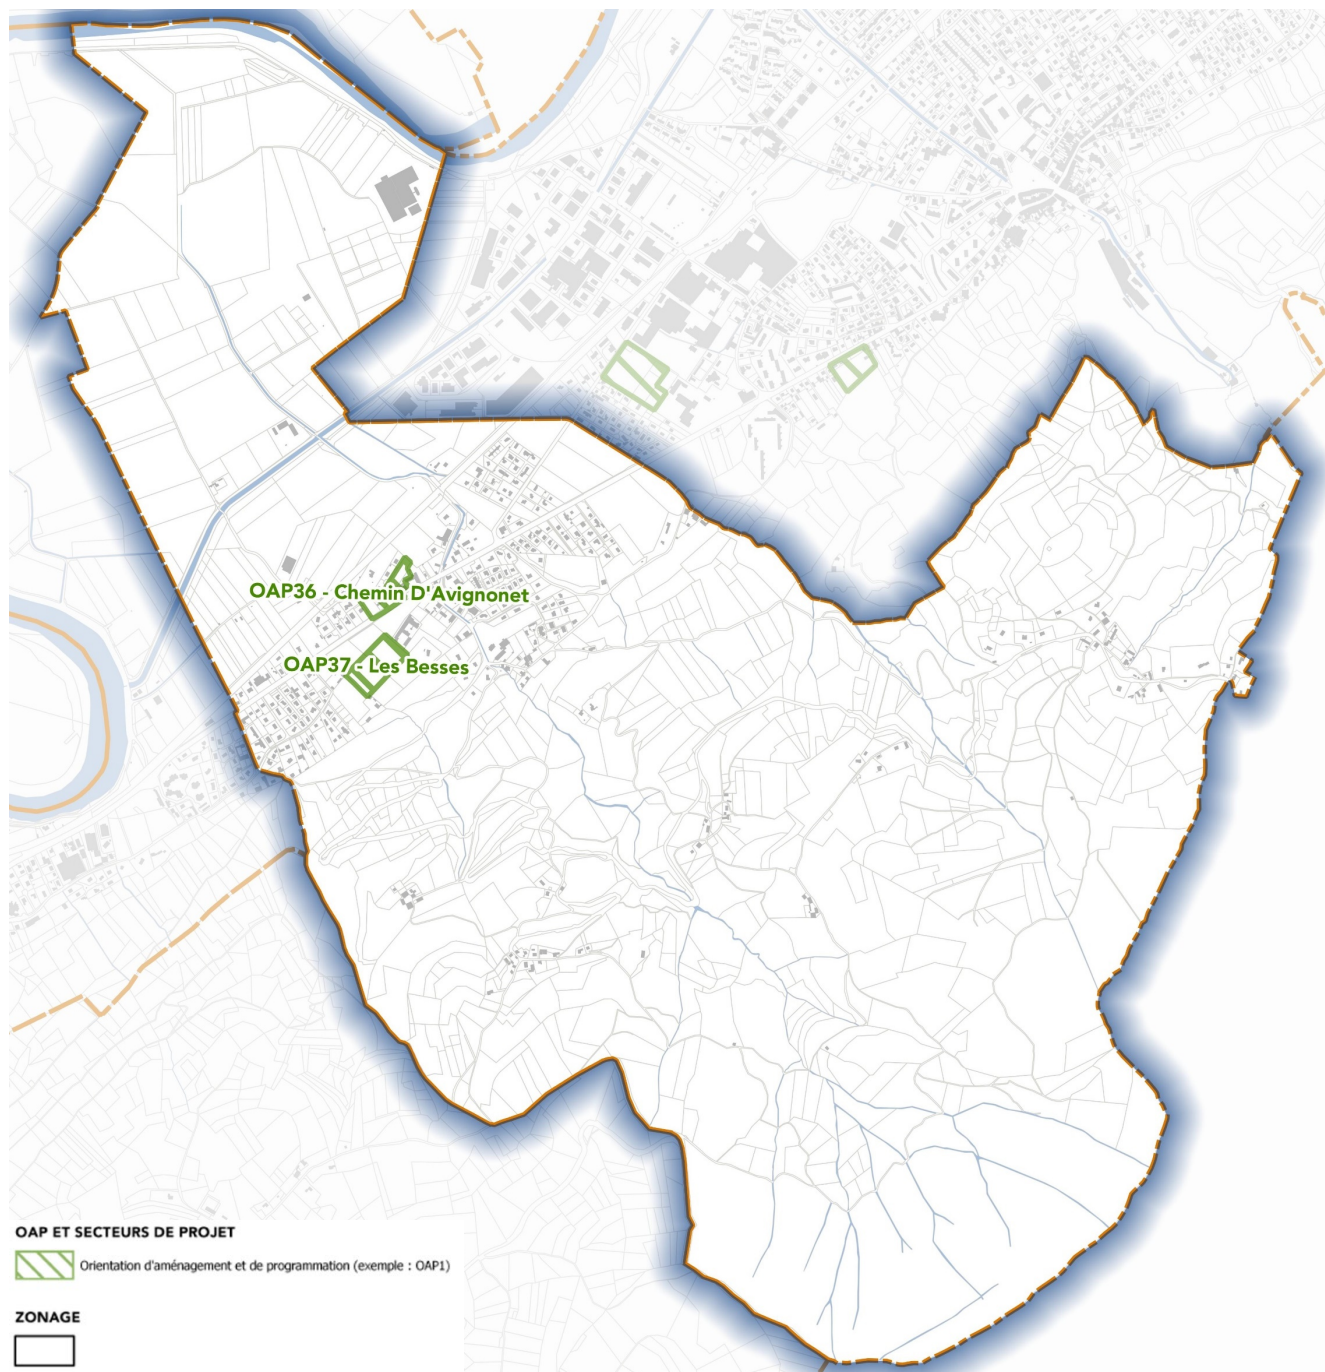 OAP36 - Chemin D'Avignonet
OAP37 - Les Besses
OAP ET SECTEURS DE PROJET
Orientation d'aménagement et de programmation (exemple : OAP1)
ZONAGE